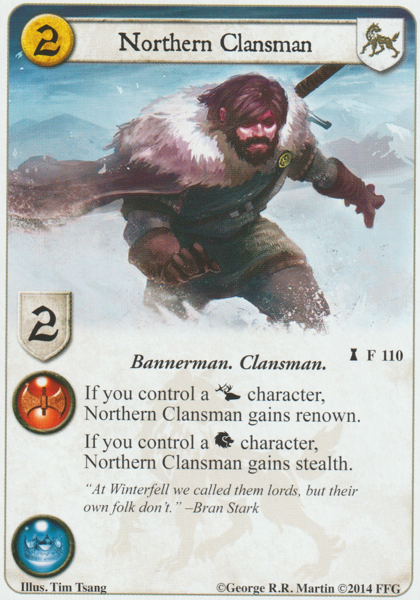 2
Northern Clansman
2
Bannerman. Clansman.
F 110
If you control a character,
Northern Clansman gains renown.
If you control a character,
Northern Clansman gains stealth.
“At Winterfell we called them lords, but their
own folk don’t.” –Bran Stark
Illus. Tim Tsang
©George R.R. Martin ©2014 FFG